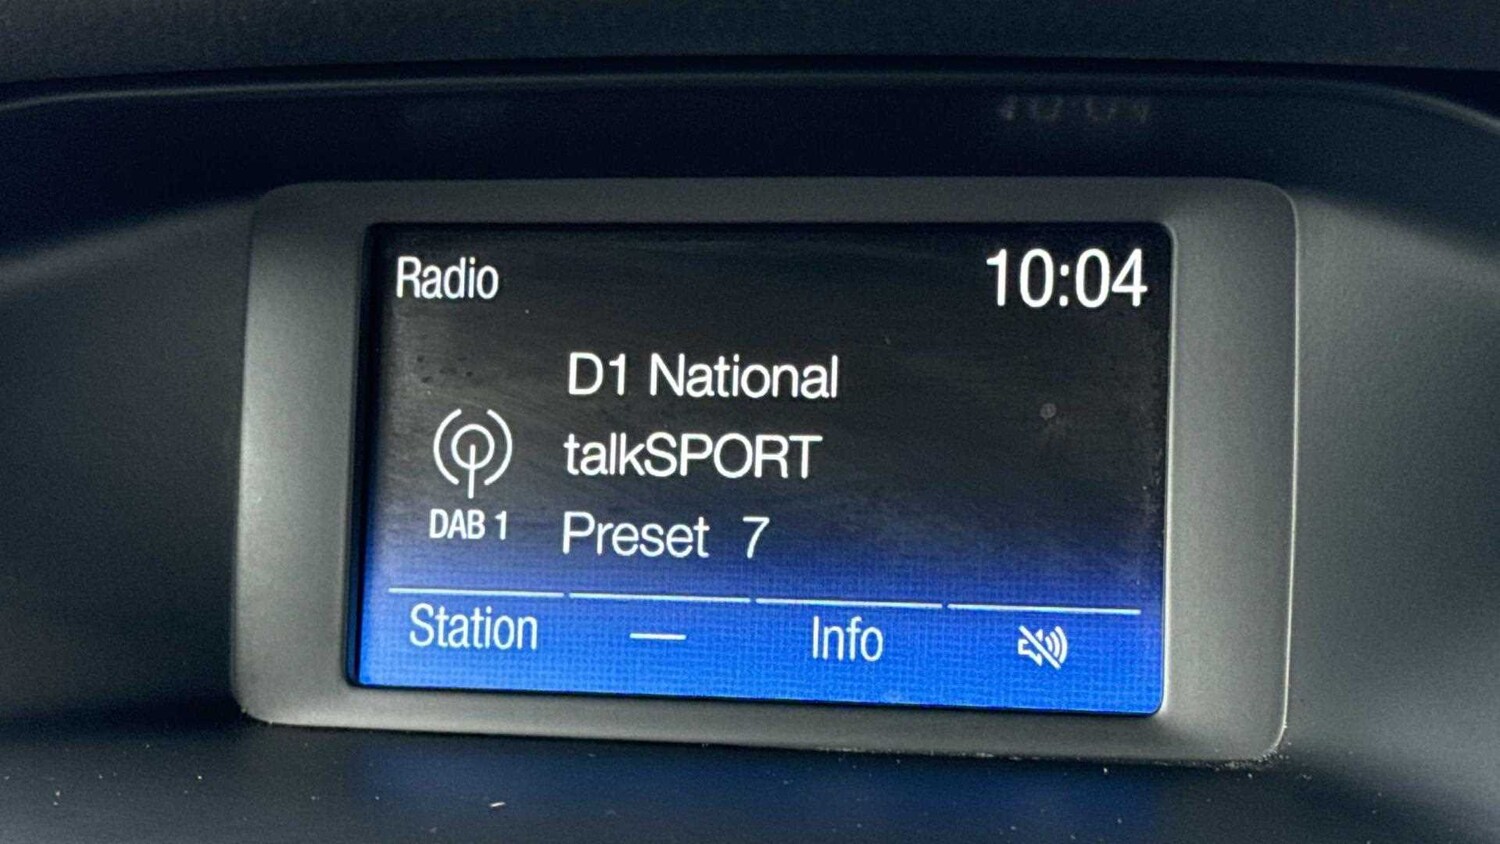 Radio
10:04
D1 National
talkSPORT
DAB 1
Preset 7
Station
Info